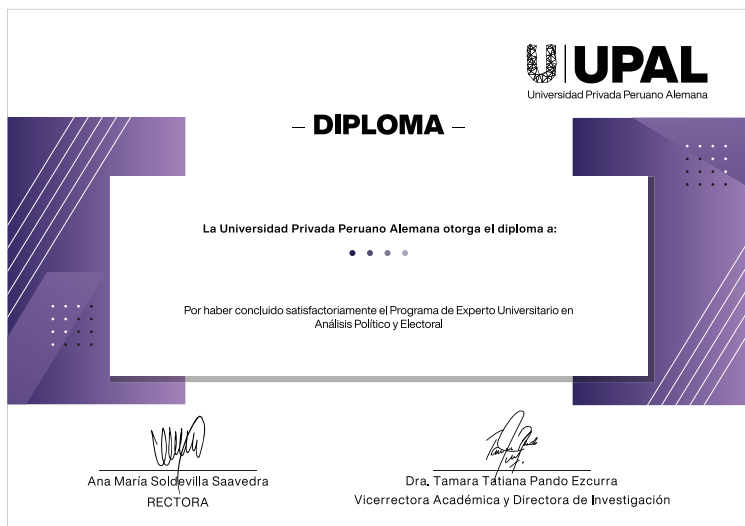 UPAL
Universidad Privada Peruano Alemana
– DIPLOMA –
La Universidad Privada Peruano Alemana otorga el diploma a:
Por haber concluido satisfactoriamente el Programa de Experto Universitario en
Análisis Político y Electoral
Ana María Soldevilla Saavedra
RECTORA
Dra. Tamara Tatiana Pando Ezcurra
Vicerrectora Académica y Directora de Investigación